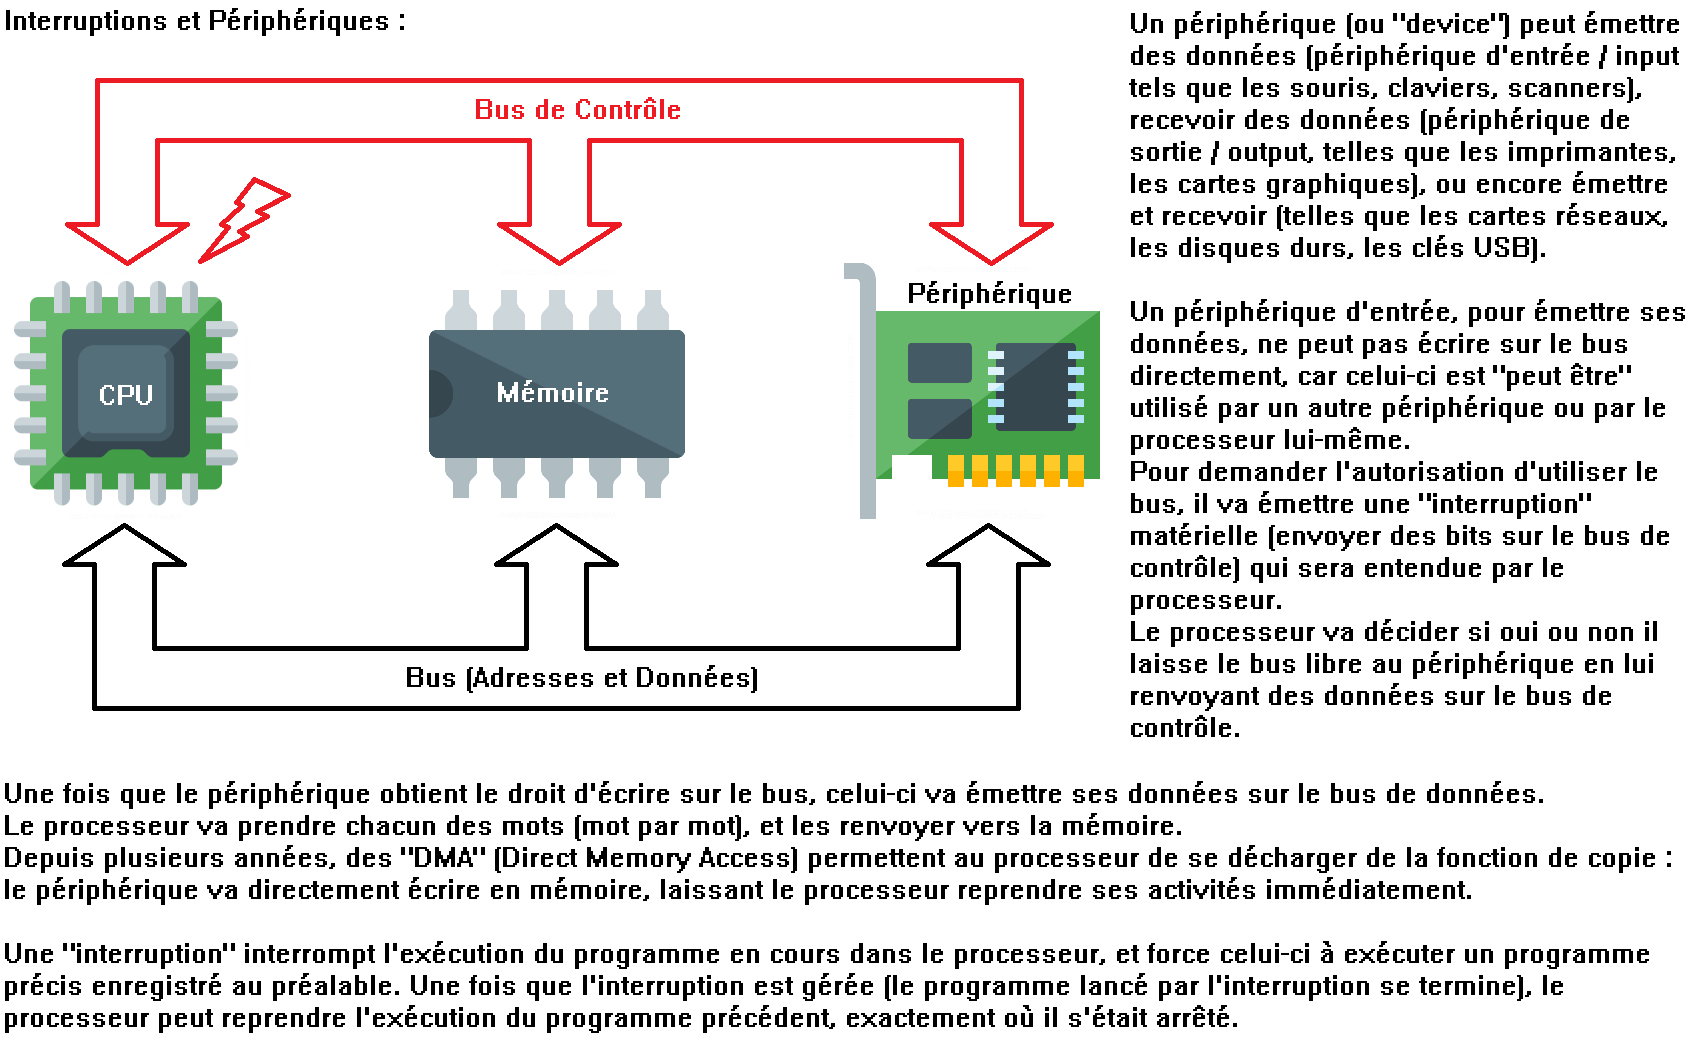 Interruptions et Périphériques :
Bus de Contrôle
CPU
Mémoire
Périphérique
Bus (Adresses et Données)
Un périphérique (ou "device") peut émettre
des données (périphérique d'entrée / input
tels que les souris, claviers, scanners),
recevoir des données (périphérique de
sortie / output, telles que les imprimantes,
les cartes graphiques), ou encore émettre
et recevoir (telles que les cartes réseaux,
les disques durs, les clés USB).
Un périphérique d'entrée, pour émettre ses
données, ne peut pas écrire sur le bus
directement, car celui-ci est "peut être"
utilisé par un autre périphérique ou par le
processeur lui-même.
Pour demander l'autorisation d'utiliser le
bus, il va émettre une "interruption"
matérielle (envoyer des bits sur le bus de
contrôle) qui sera entendue par le
processeur.
Le processeur va décider si oui ou non il
laisse le bus libre au périphérique en lui
renvoyant des données sur le bus de
contrôle.
Une fois que le périphérique obtient le droit d'écrire sur le bus, celui-ci va émettre ses données sur le bus de données.
Le processeur va prendre chacun des mots (mot par mot), et les renvoyer vers la mémoire.
Depuis plusieurs années, des "DMA" (Direct Memory Access) permettent au processeur de se décharger de la fonction de copie :
le périphérique va directement écrire en mémoire, laissant le processeur reprendre ses activités immédiatement.
Une "interruption" interrompt l'exécution du programme en cours dans le processeur, et force celui-ci à exécuter un programme
précis enregistré au préalable. Une fois que l'interruption est gérée (le programme lancé par l'interruption se termine), le
processeur peut reprendre l'exécution du programme précédent, exactement où il s'était arrêté.